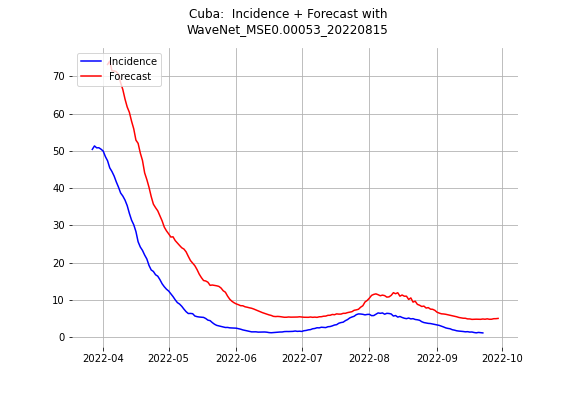 Cuba:  Incidence + Forecast with
WaveNet_MSE0.00053_20220815
Incidence
Forecast
70
60
50
40
30
20
10
0
2022-04 2022-05 2022-06 2022-07 2022-08 2022-09 2022-10